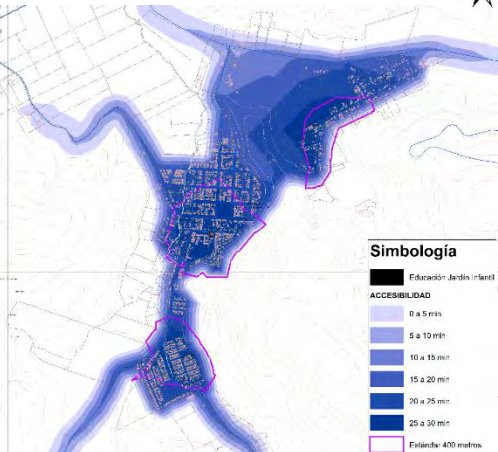 Simbología
Educación Jardín Infantil
ACCESIBILIDAD
0 a 5 min
5 a 10 min
10 a 15 min
15 a 20 min
20 a 25 min
25 a 30 min
Estándar 400 metros